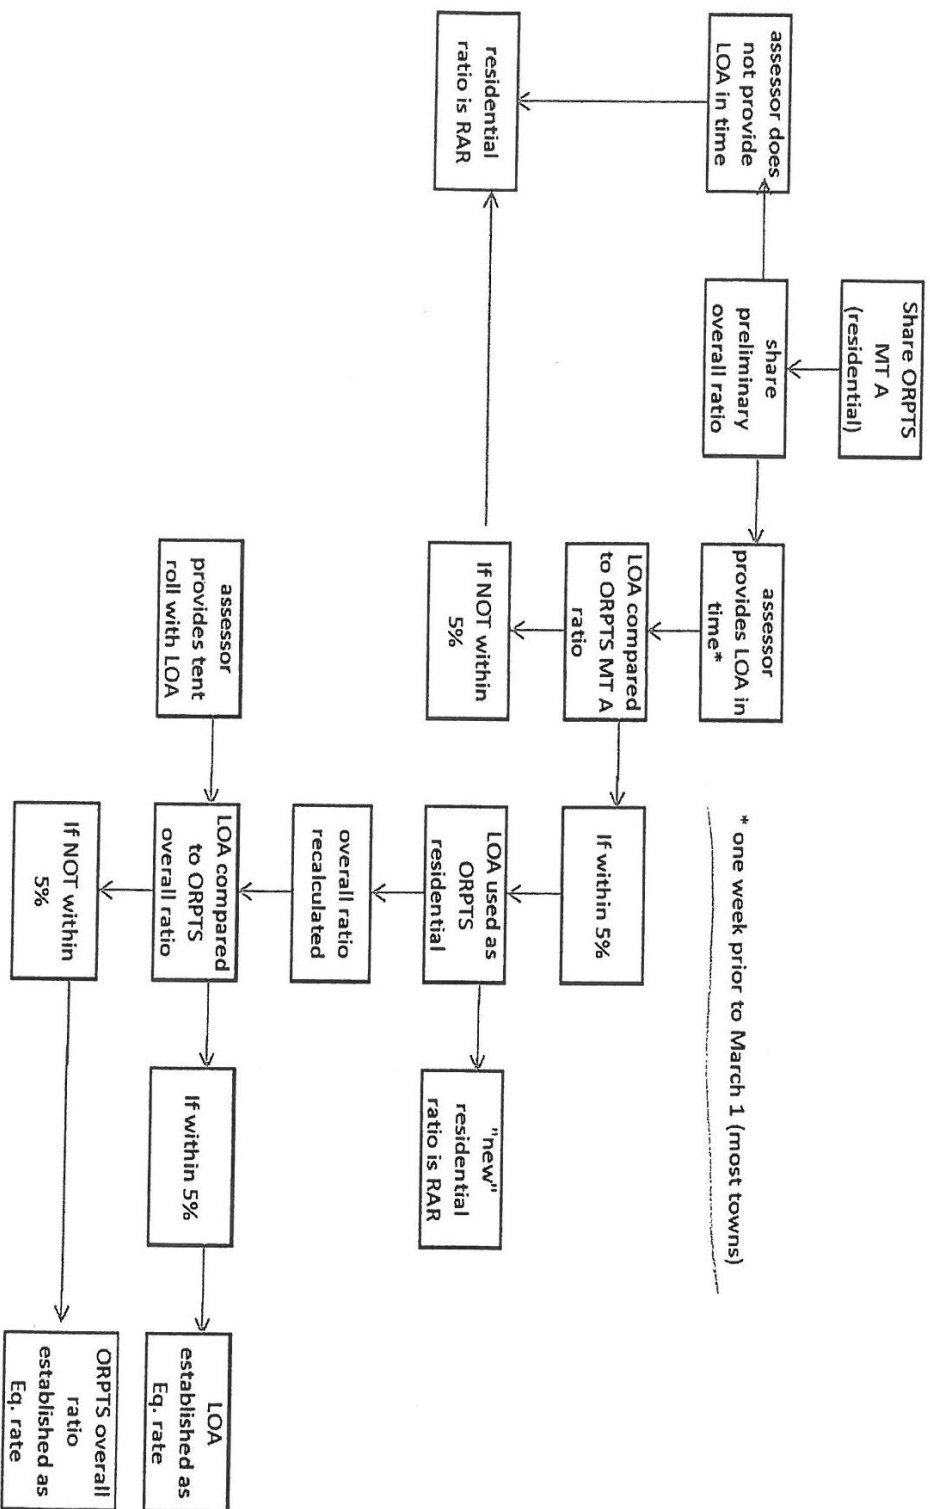 Share ORPTS
MT A
(residential)
assessor does
not provide
LOA in time
share
preliminary
overall ratio
assessor
provides LOA in
time*
* one week prior to March 1 (most towns)
residential
ratio is RAR
LOA compared
to ORPTS MT A
ratio
If within 5%
If NOT within
5%
LOA used as
ORPTS
residential
"new"
residential
ratio is RAR
overall ratio
recalculated
assessor
provides tent
roll with LOA
LOA compared
to ORPTS
overall ratio
If within 5%
LOA
established as
Eq. rate
If NOT within
5%
ORPTS overall
ratio
established as
Eq. rate